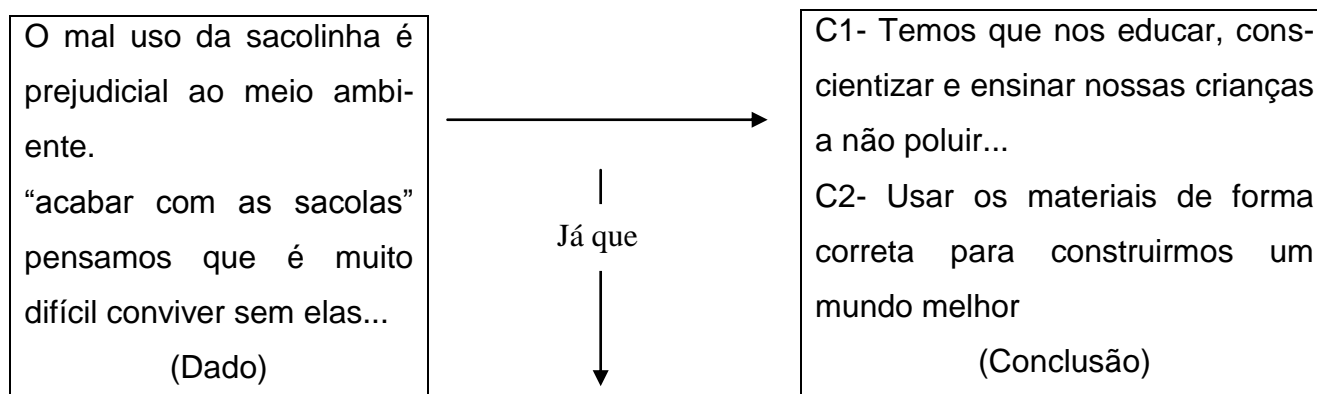 O mal uso da sacolinha é
prejudicial ao meio ambi-
ente.
“acabar com as sacolas”
pensamos que é muito
difícil conviver sem elas...
(Dado)
Já que
C1- Temos que nos educar, cons-
cientizar e ensinar nossas crianças
a não poluir...
C2- Usar os materiais de forma
correta para construirmos um
mundo melhor
(Conclusão)